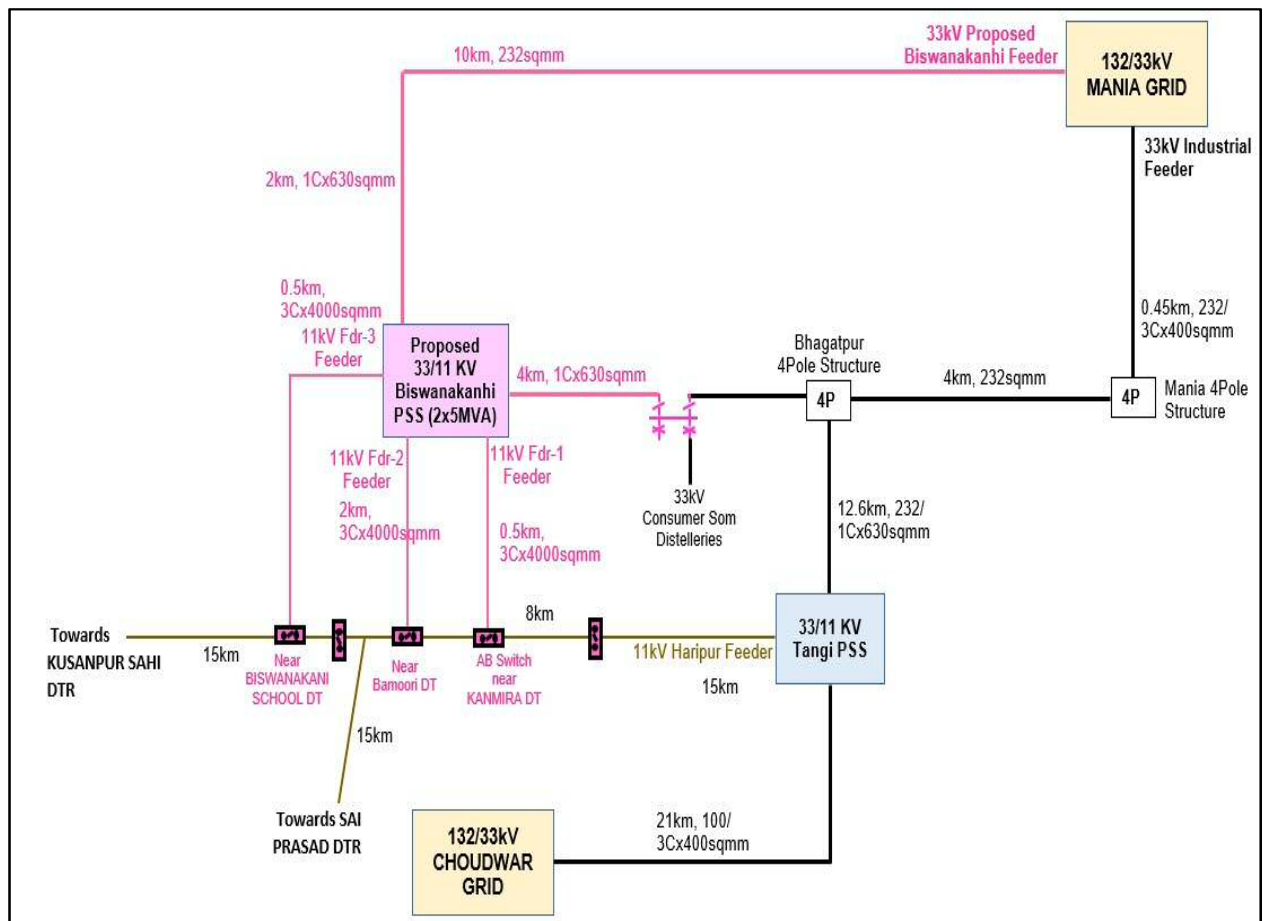 33kV Proposed
Biswanakanhi Feeder
10km, 232sqmm
132/33kV
MANIA GRID
33kV Industrial
Feeder
2km, 1Cx630sqmm
0.5km,
3Cx4000sqmm
11kV Fdr-3
Feeder
Proposed
33/11 KV
Biswanakanhi
PSS (2x5MVA)
4km, 1Cx630sqmm
Bhagatpur
4Pole Structure
4P
4km, 232sqmm
0.45km, 232/
3Cx400sqmm
4P
Mania 4Pole
Structure
11kV Fdr-2
Feeder
2km,
3Cx4000sqmm
11kV Fdr-1
Feeder
0.5km,
3Cx4000sqmm
33kV
Consumer Som
Distelleries
12.6km, 232/
1Cx630sqmm
Towards
KUSANPUR SAHI
DTR
15km
Near
BISWANAKANI
SCHOOL DT
Near
Bamoori DT
AB Switch
near
KANMIRA DT
8km
11kV Haripur Feeder
15km
33/11 KV
Tangi PSS
15km
Towards SAI
PRASAD DTR
132/33kV
CHOUDWAR
GRID
21km, 100/
3Cx400sqmm